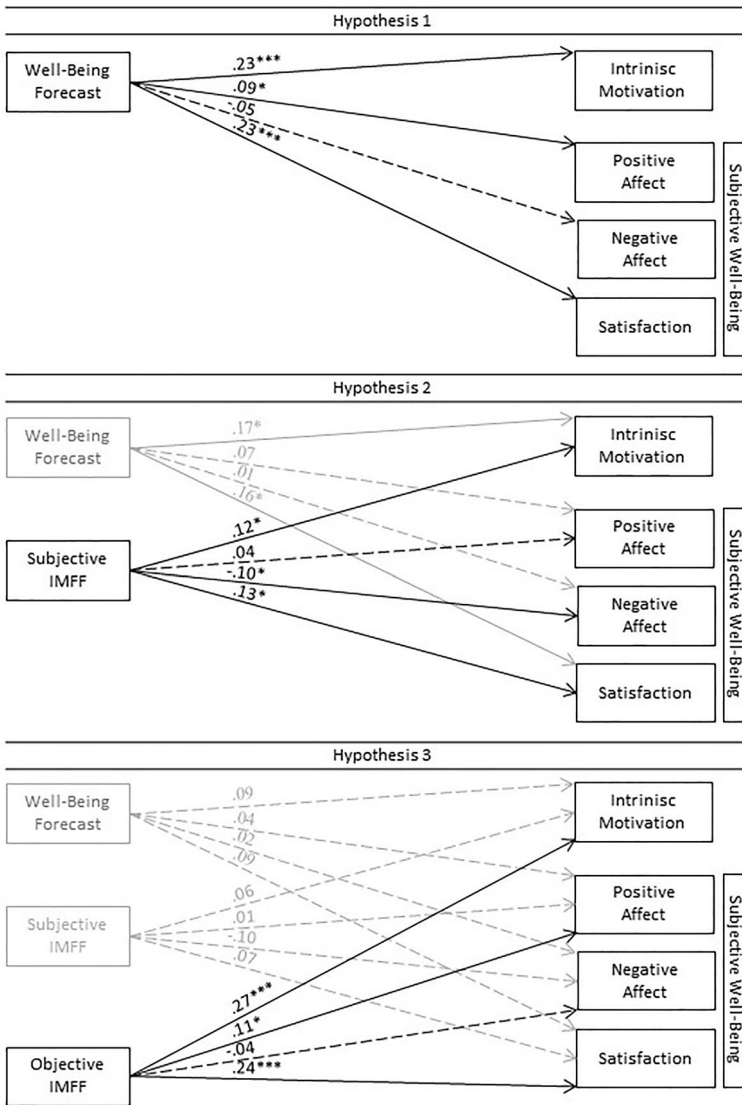 Hypothesis 1
Well-Being
Forecast
.23***
.09*
-.05
.23***
Intrinisc
Motivation
Positive
Affect
Negative
Affect
Satisfaction
Subjective Well-Being
Hypothesis 2
Well-Being
Forecast
.17*
.07
.01
.16*
Subjective
IMFF
.12*
.04
-.10*
.13*
Intrinisc
Motivation
Positive
Affect
Negative
Affect
Satisfaction
Subjective Well-Being
Hypothesis 3
Well-Being
Forecast
.09
.04
.02
.09
Subjective
IMFF
.06
.01
-.10
.07
Objective
IMFF
.27***
.11*
-.04
.24***
Intrinisc
Motivation
Positive
Affect
Negative
Affect
Satisfaction
Subjective Well-Being